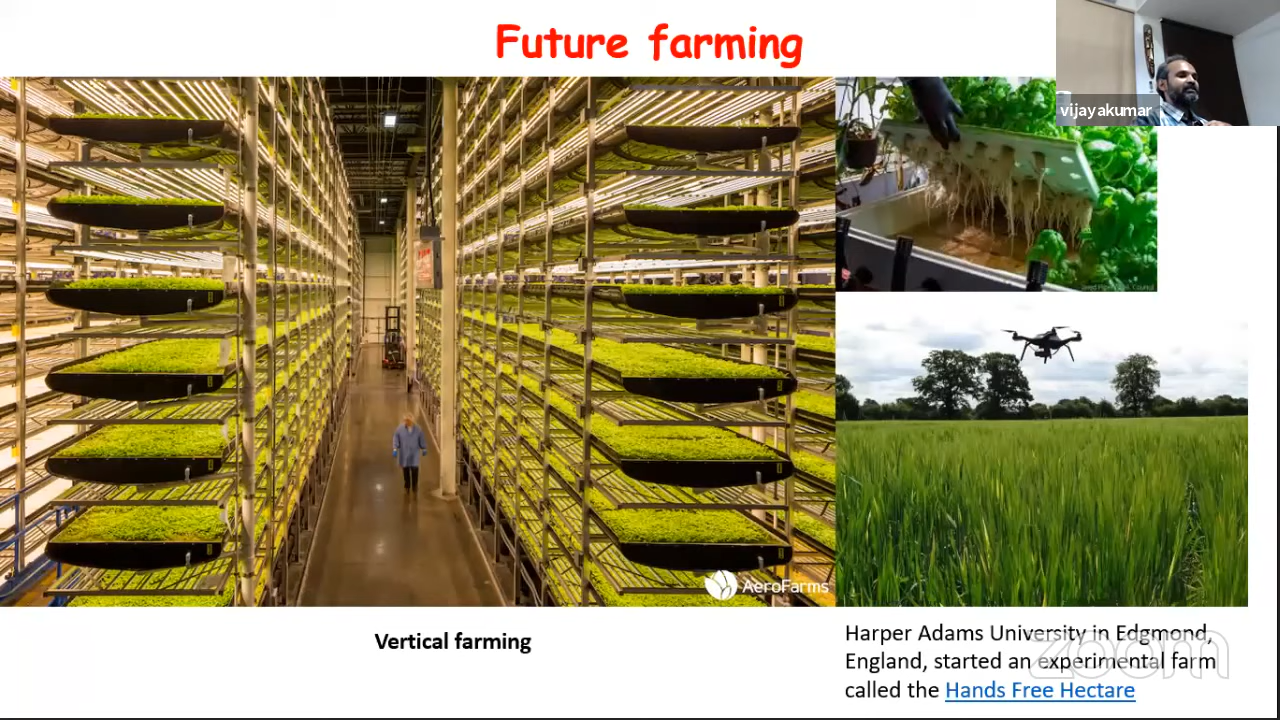 Future farming
vijayakumar
AeroFarms
Vertical farming
Harper Adams University in Edgmond,
England, started an experimental farm
called the Hands Free Hectare
zoom